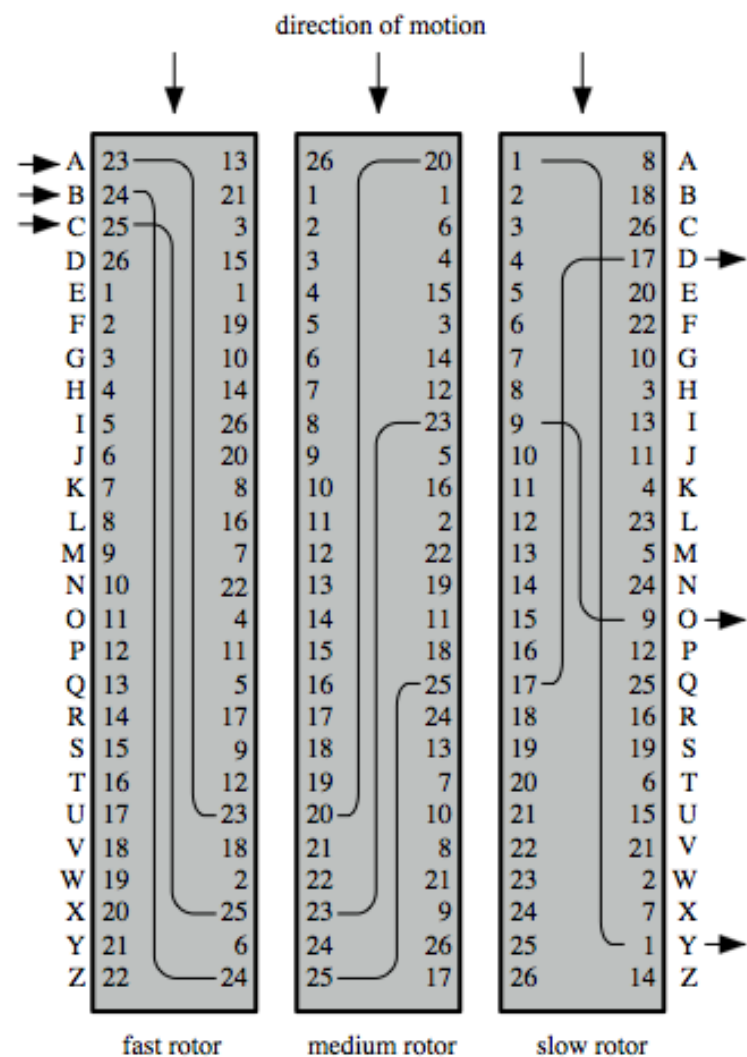 direction of motion
A 23 13 26 20 1 8 A
B 24 21 1 1 2 18 B
C 25 3 2 6 3 26 C
D 26 15 3 4 4 17 D
E 1 1 4 15 5 20 E
F 2 19 5 3 6 22 F
G 3 10 6 14 7 10 G
H 4 14 7 12 8 3 H
I 5 26 8 23 9 13 I
J 6 20 9 5 10 11 J
K 7 8 10 16 11 4 K
L 8 16 11 2 12 23 L
M 9 7 12 22 13 5 M
N 10 22 13 19 14 24 N
O 11 4 14 11 15 9 O
P 12 11 15 18 16 12 P
Q 13 5 16 25 17 25 Q
R 14 17 17 24 18 16 R
S 15 9 18 13 19 19 S
T 16 12 19 7 20 6 T
U 17 23 20 10 21 15 U
V 18 18 21 8 22 21 V
W 19 2 22 21 23 2 W
X 20 25 23 9 24 7 X
Y 21 6 24 26 25 1 Y
Z 22 24 25 17 26 14 Z
fast rotor medium rotor slow rotor